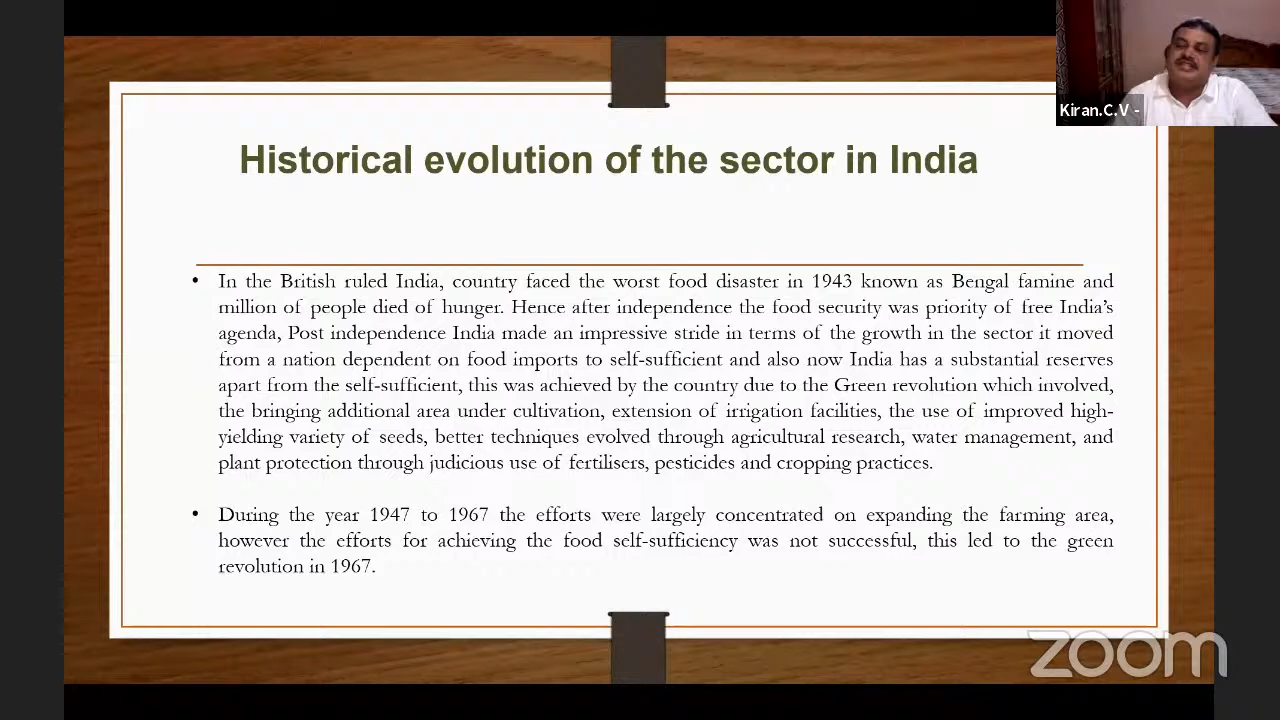 Kiran.C.V -
Historical evolution of the sector in India
• In the British ruled India, country faced the worst food disaster in 1943 known as Bengal famine and
million of people died of hunger. Hence after independence the food security was priority of free India's
agenda, Post independence India made an impressive stride in terms of the growth in the sector it moved
from a nation dependent on food imports to self-sufficient and also now India has a substantial reserves
apart from the self-sufficient, this was achieved by the country due to the Green revolution which involved,
the bringing additional area under cultivation, extension of irrigation facilities, the use of improved high-
yielding variety of seeds, better techniques evolved through agricultural research, water management, and
plant protection through judicious use of fertilisers, pesticides and cropping practices.
• During the year 1947 to 1967 the efforts were largely concentrated on expanding the farming area,
however the efforts for achieving the food self-sufficiency was not successful, this led to the green
revolution in 1967.
zoom